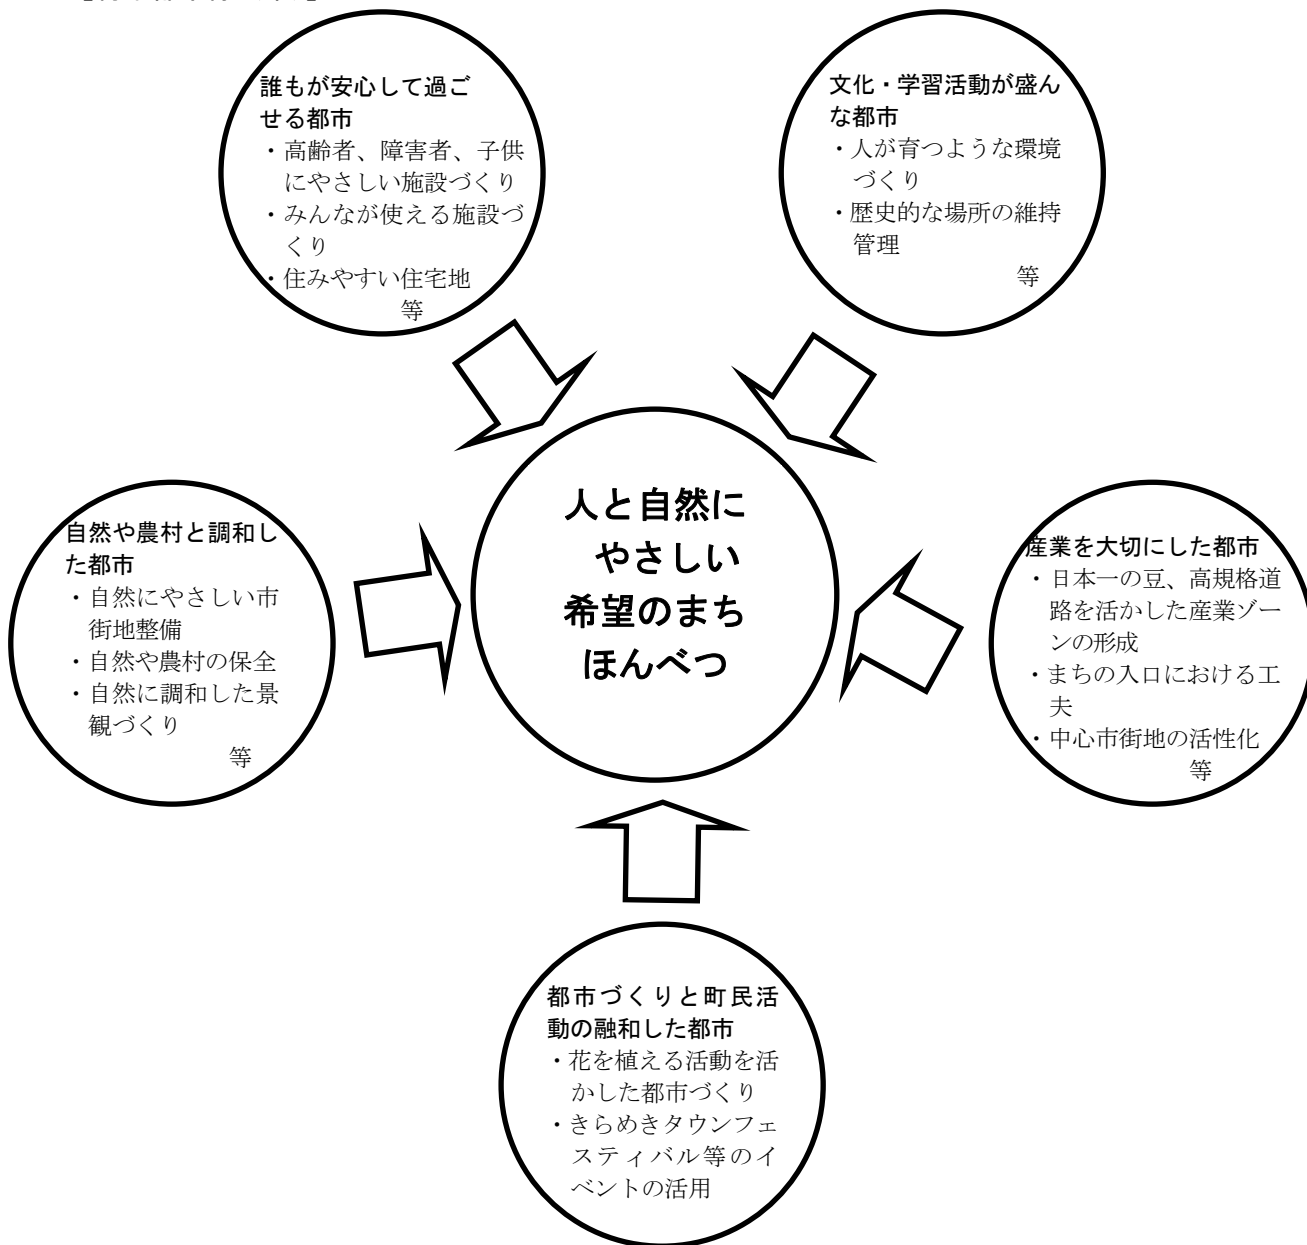 誰もが安心して過ご
せる都市
・高齢者、障害者、子供
にやさしい施設づくり
・みんなが使える施設づ
くり
・住みやすい住宅地
等
文化・学習活動が盛ん
な都市
・人が育つような環境
づくり
・歴史的な場所の維持
管理
等
人と自然に
やさしい
希望のまち
ほんべつ
自然や農村と調和し
た都市
・自然にやさしい市
街地整備
・自然や農村の保全
・自然に調和した景
観づくり
等
産業を大切にした都市
・日本一の豆、高規格道
路を活かした産業ゾー
ンの形成
・まちの入口における工
夫
・中心市街地の活性化
等
都市づくりと町民活
動の融和した都市
・花を植える活動を活
かした都市づくり
・きらめきタウンフェ
スティバル等のイ
ベントの活用